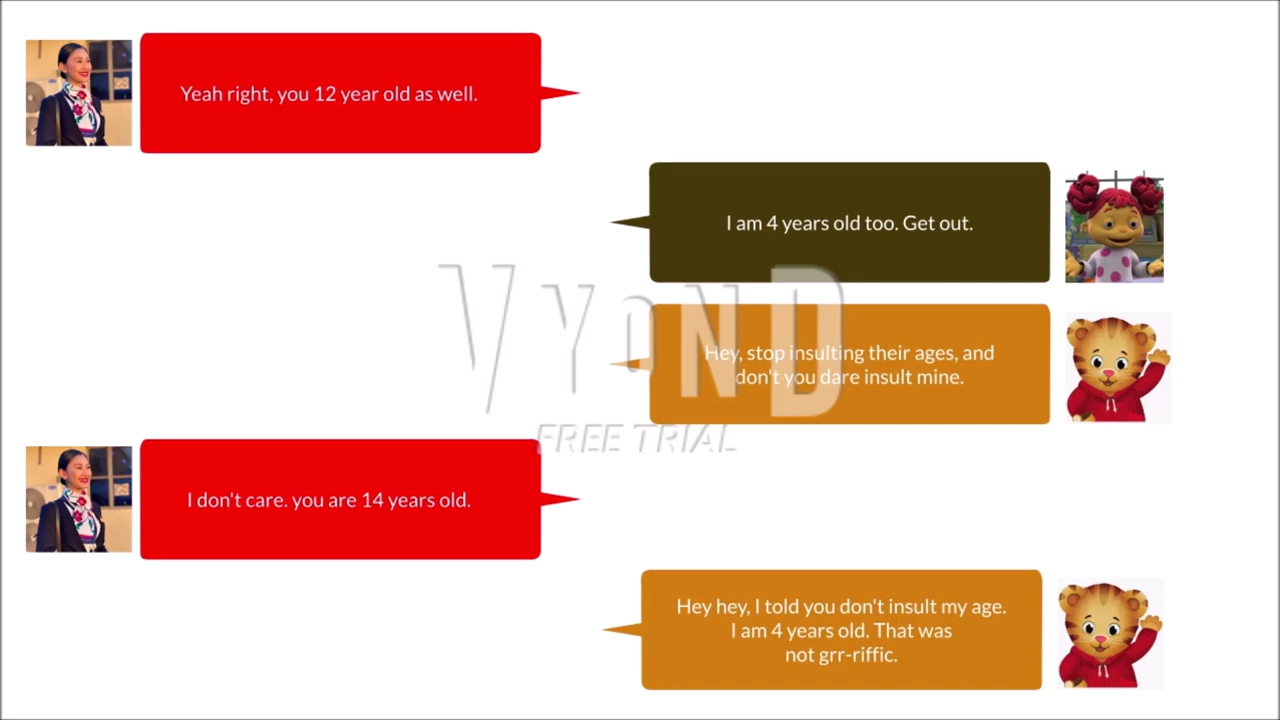 Yeah right, you 12 year old as well.
I am 4 years old too. Get out.
Hey, stop insulting their ages, and
don't you dare insult mine.
VYOND
FREE TRIAL
I don't care. you are 14 years old.
Hey hey, I told you don't insult my age.
I am 4 years old. That was
not grr-riffic.